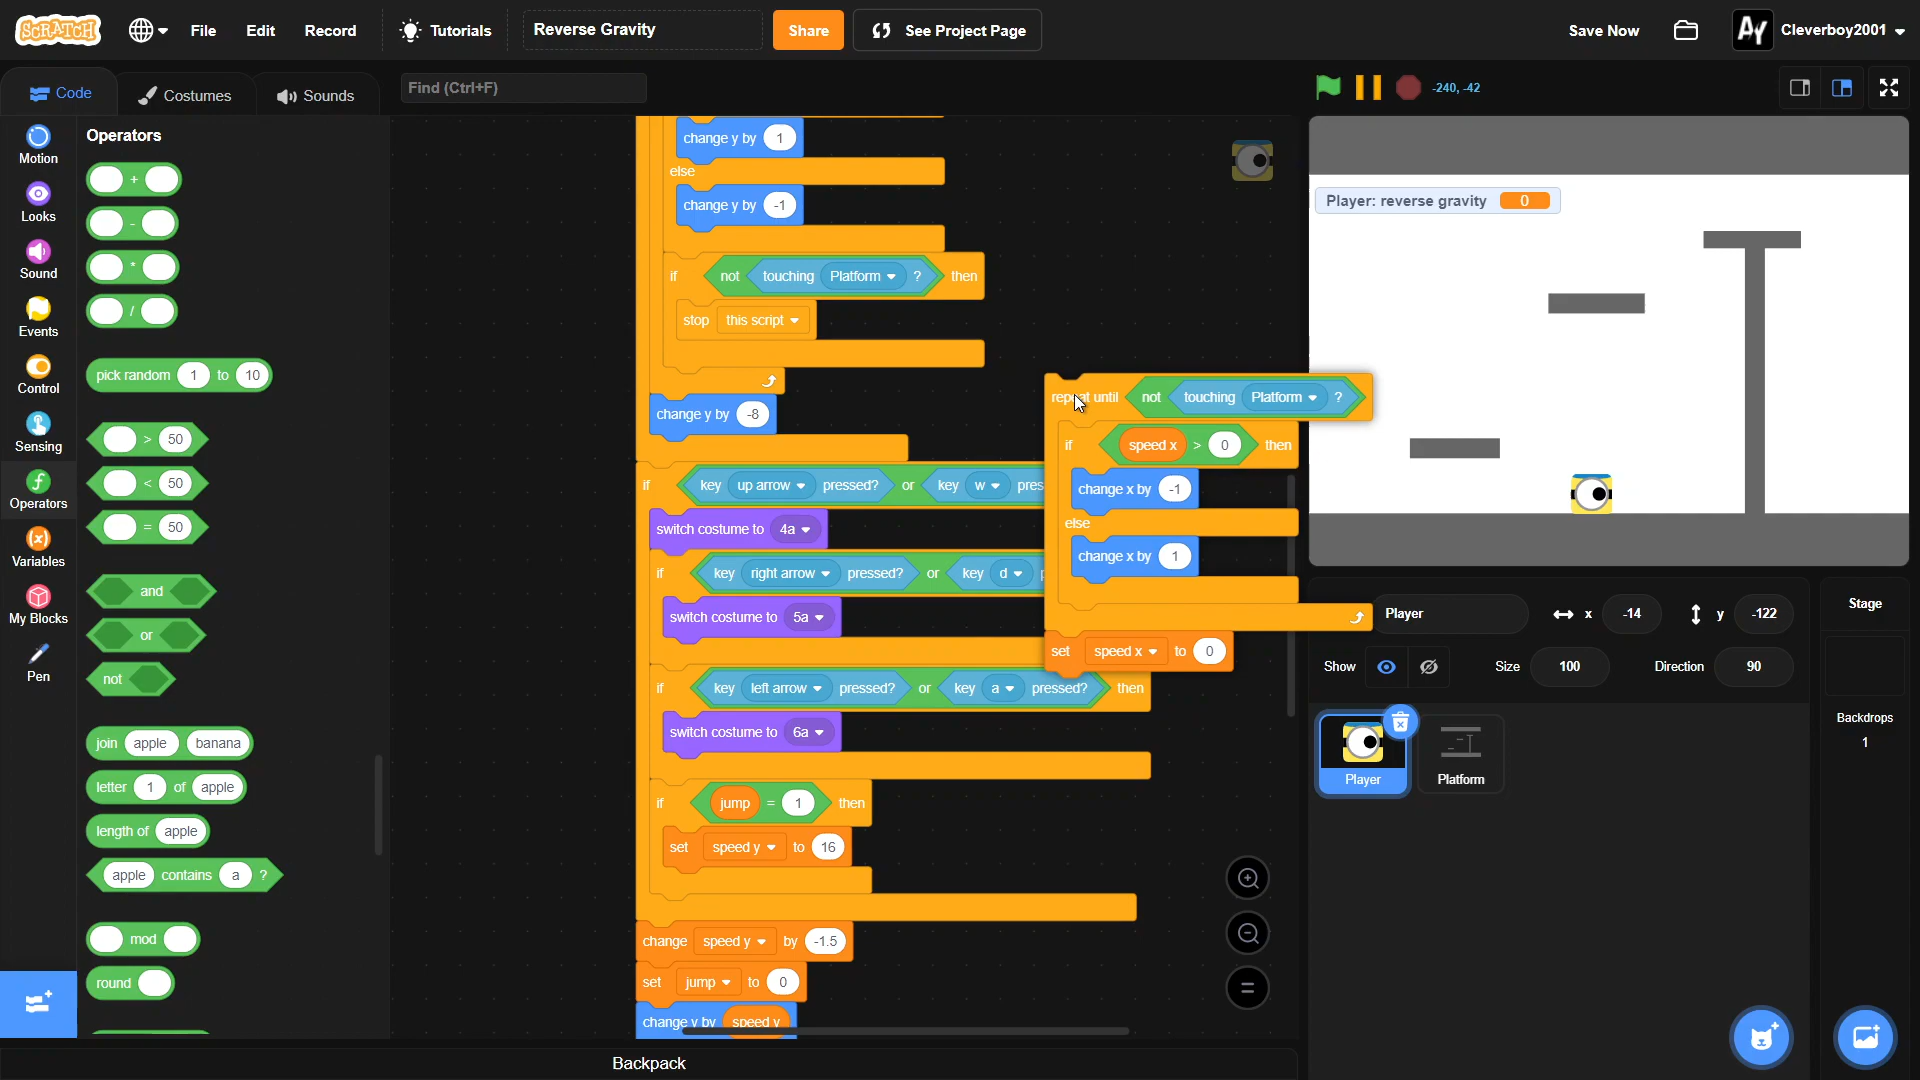 SCRATCH File Edit Record Tutorials Reverse Gravity Share See Project Page Save Now Ay Cleverboy2001
Code Costumes Sounds Find (Ctrl+F) -240, -42
Motion
Looks
Sound
Events
Control
Sensing
Operators
Variables
My Blocks
Pen
Operators
+
-
*
/
pick random 1 to 10
> 50
< 50
= 50
and
or
not
join apple banana
letter 1 of apple
length of apple
apple contains a ?
mod
round
change y by 1
else
change y by -1
if not touching Platform ? then
stop this script
change y by -8
if key up arrow pressed? or key w pres
switch costume to 4a
if key right arrow pressed? or key d
switch costume to 5a
if key left arrow pressed? or key a pressed? then
switch costume to 6a
if jump = 1 then
set speed y to 16
change speed y by -1.5
set jump to 0
change y by speed y
repeat until not touching Platform ?
if speed x > 0 then
change x by -1
else
change x by 1
set speed x to 0
Backpack
Player: reverse gravity 0
Player x -14 y -122
Show Size 100 Direction 90
Player
Platform
Stage
Backdrops
1